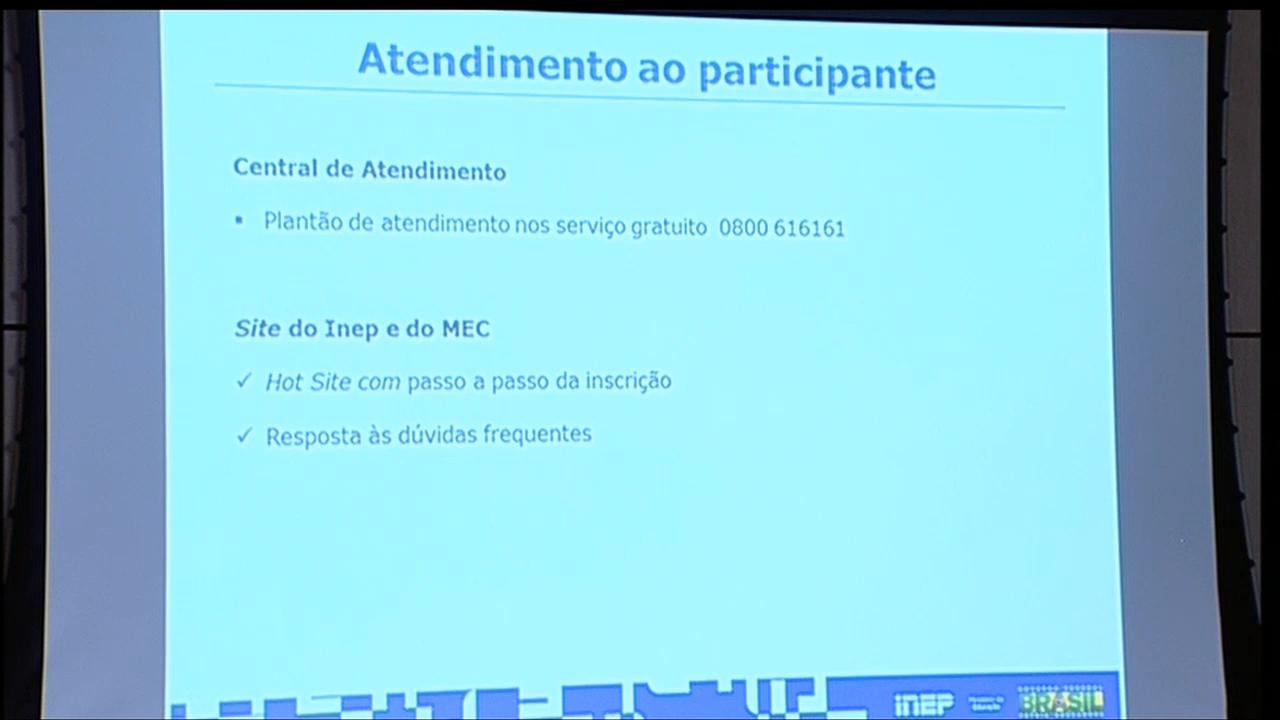 Atendimento ao participante
Central de Atendimento
▪ Plantão de atendimento nos serviço gratuito 0800 616161
Site do Inep e do MEC
✓ Hot Site com passo a passo da inscrição
✓ Resposta às dúvidas frequentes
INEP
BRASIL